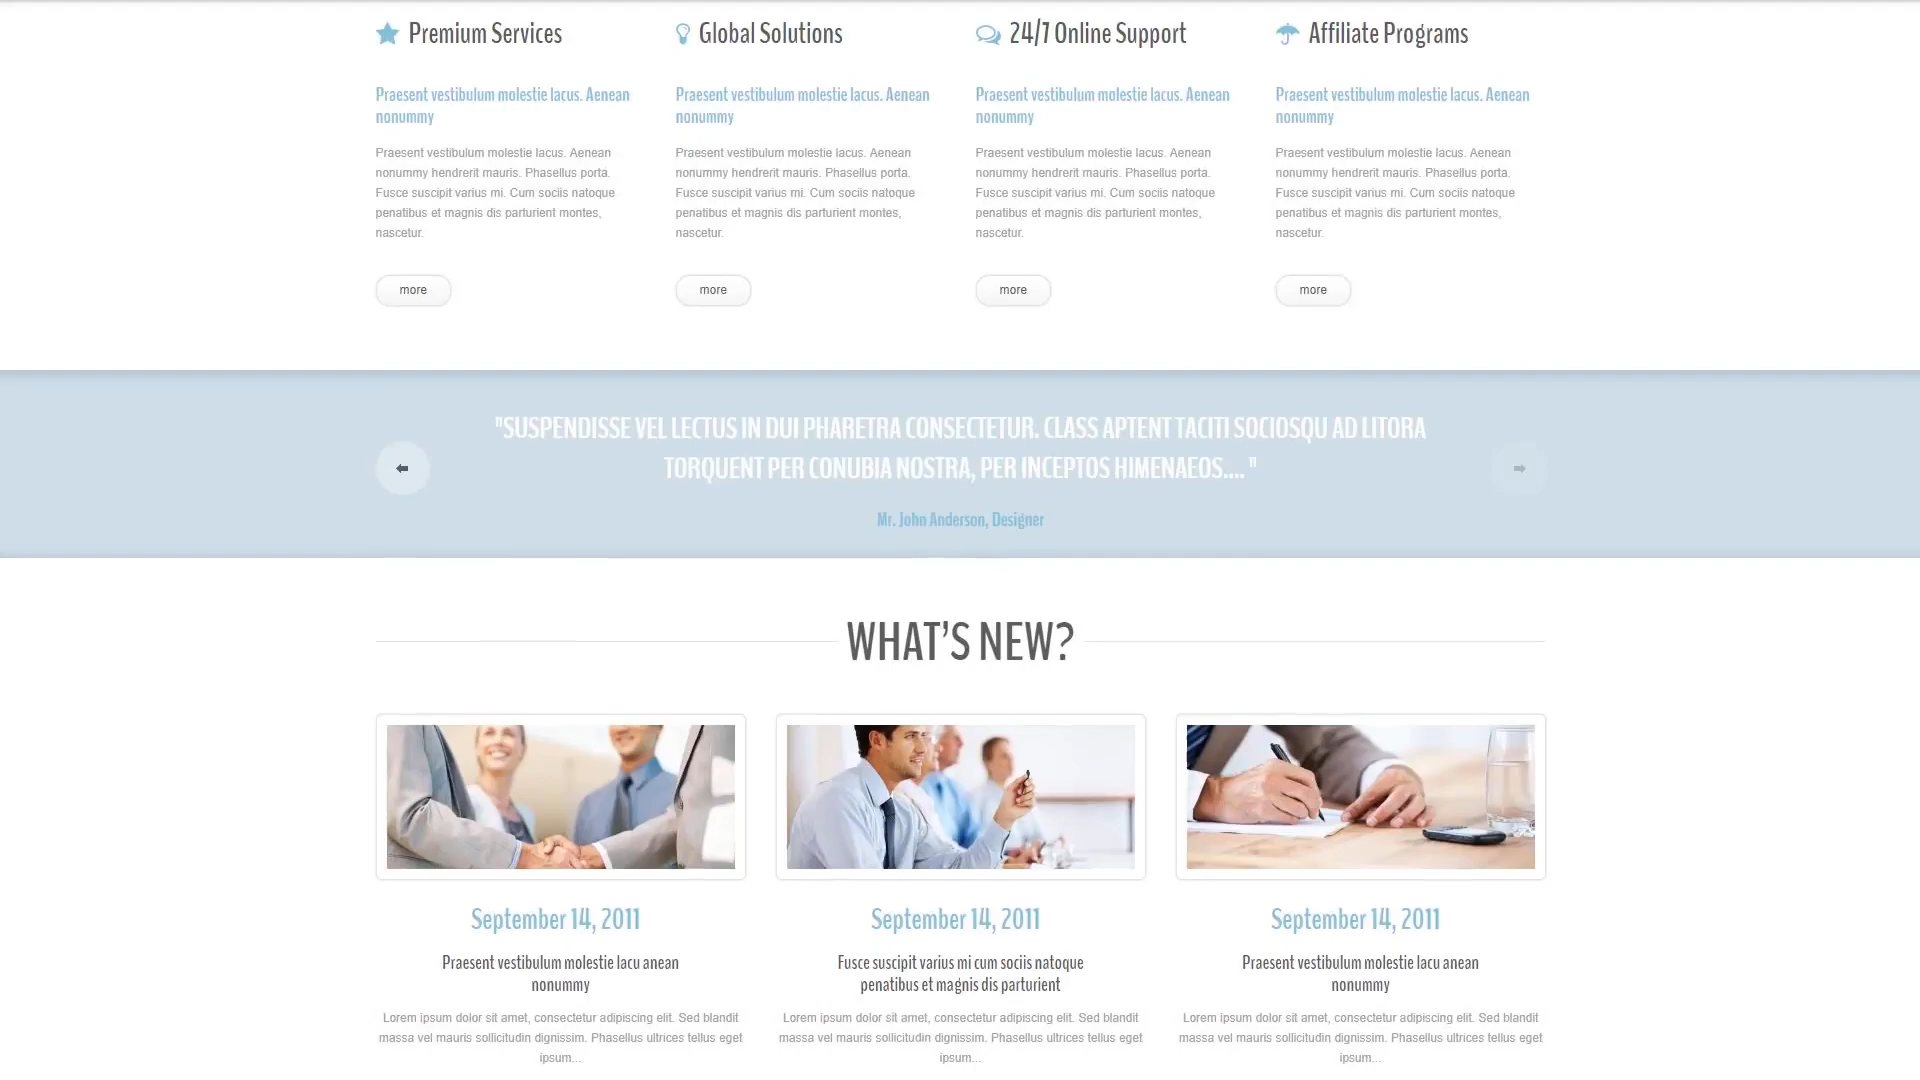 Premium Services
Praesent vestibulum molestie lacus. Aenean
nonummy
Praesent vestibulum molestie lacus. Aenean
nonummy hendrerit mauris. Phasellus porta.
Fusce suscipit varius mi. Cum sociis natoque
penatibus et magnis dis parturient montes,
nascetur.
more
Global Solutions
Praesent vestibulum molestie lacus. Aenean
nonummy
Praesent vestibulum molestie lacus. Aenean
nonummy hendrerit mauris. Phasellus porta.
Fusce suscipit varius mi. Cum sociis natoque
penatibus et magnis dis parturient montes,
nascetur.
more
24/7 Online Support
Praesent vestibulum molestie lacus. Aenean
nonummy
Praesent vestibulum molestie lacus. Aenean
nonummy hendrerit mauris. Phasellus porta.
Fusce suscipit varius mi. Cum sociis natoque
penatibus et magnis dis parturient montes,
nascetur.
more
Affiliate Programs
Praesent vestibulum molestie lacus. Aenean
nonummy
Praesent vestibulum molestie lacus. Aenean
nonummy hendrerit mauris. Phasellus porta.
Fusce suscipit varius mi. Cum sociis natoque
penatibus et magnis dis parturient montes,
nascetur.
more
"SUSPENDISSE VEL LECTUS IN DUI PHARETRA CONSECTETUR. CLASS APTENT TACITI SOCIOSQU AD LITORA
TORQUENT PER CONUBIA NOSTRA, PER INCEPTOS HIMENAEOS.... "
Mr. John Anderson, Designer
WHAT'S NEW?
September 14, 2011
Praesent vestibulum molestie lacu anean
nonummy
Lorem ipsum dolor sit amet, consectetur adipiscing elit. Sed blandit
massa vel mauris sollicitudin dignissim. Phasellus ultrices tellus eget
ipsum...
September 14, 2011
Fusce suscipit varius mi cum sociis natoque
penatibus et magnis dis parturient
Lorem ipsum dolor sit amet, consectetur adipiscing elit. Sed blandit
massa vel mauris sollicitudin dignissim. Phasellus ultrices tellus eget
ipsum...
September 14, 2011
Praesent vestibulum molestie lacu anean
nonummy
Lorem ipsum dolor sit amet, consectetur adipiscing elit. Sed blandit
massa vel mauris sollicitudin dignissim. Phasellus ultrices tellus eget
ipsum...